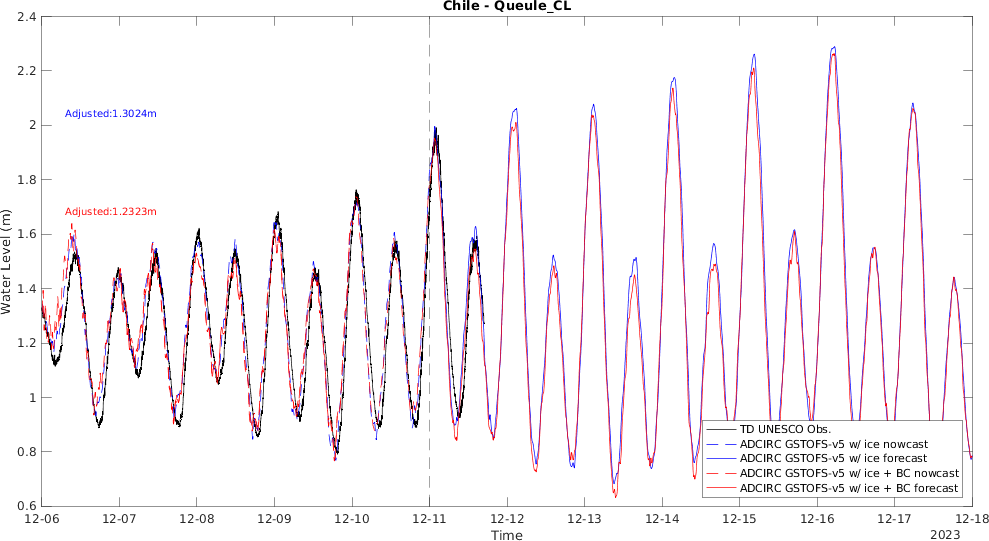 Chile - Queule_CL
2.4
2.2
2
1.8
1.6
1.4
1.2
1
0.8
0.6
Water Level (m)
Adjusted:1.3024m
Adjusted:1.2323m
TD UNESCO Obs.
ADCIRC GSTOFS-v5 w/ ice nowcast
ADCIRC GSTOFS-v5 w/ ice forecast
ADCIRC GSTOFS-v5 w/ ice + BC nowcast
ADCIRC GSTOFS-v5 w/ ice + BC forecast
12-06 12-07 12-08 12-09 12-10 12-11 12-12 12-13 12-14 12-15 12-16 12-17 12-18
Time
2023